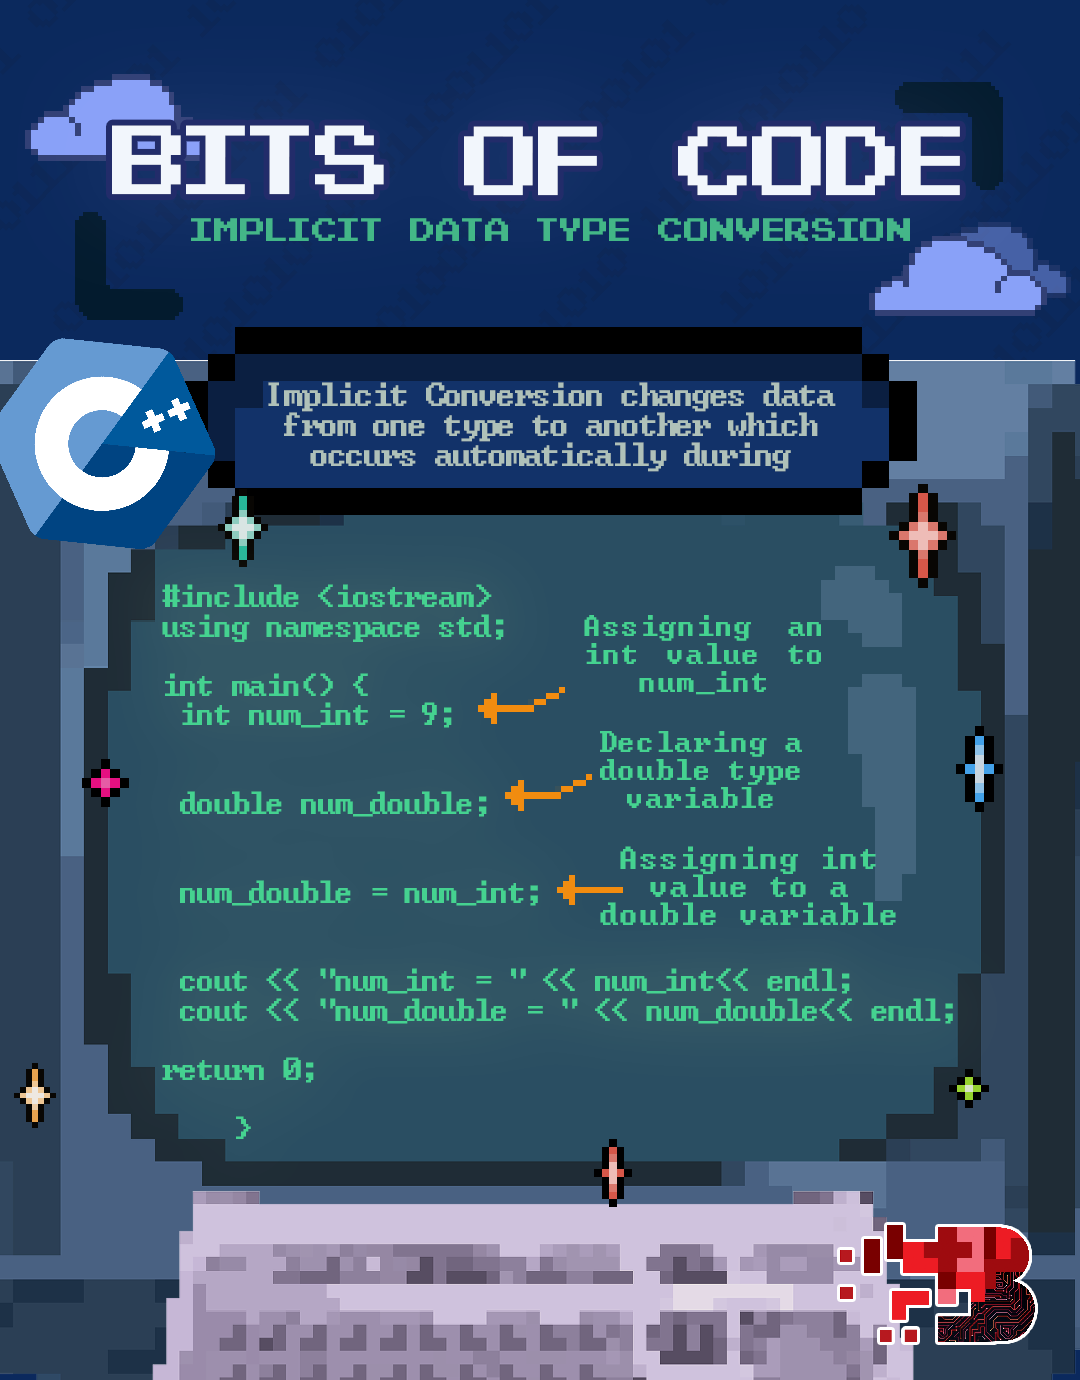 BITS OF CODE
IMPLICIT DATA TYPE CONVERSION
C++
Implicit Conversion changes data
from one type to another which
occurs automatically during
#include <iostream>
using namespace std;
int main() {
int num_int = 9;
Assigning an
int value to
num_int
double num_double;
Declaring a
double type
variable
num_double = num_int;
Assigning int
value to a
double variable
cout << "num_int = " << num_int<< endl;
cout << "num_double = " << num_double<< endl;
return 0;
}
B